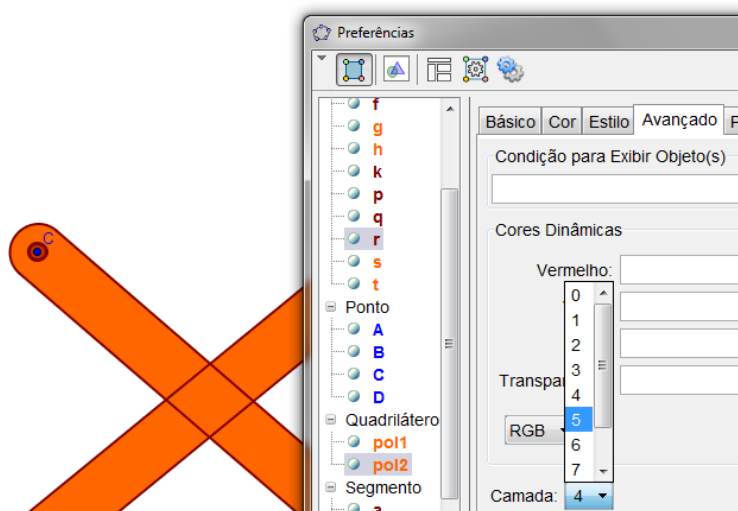 Preferências
f
g
h
k
p
q
r
s
t
Ponto
A
B
C
D
Quadrilátero
pol1
pol2
Segmento
a
Básico Cor Estilo Avançado
Condição para Exibir Objeto(s)
Cores Dinâmicas
Vermelho:
Transpa
RGB
0
1
2
3
4
5
6
7
Camada: 4
C